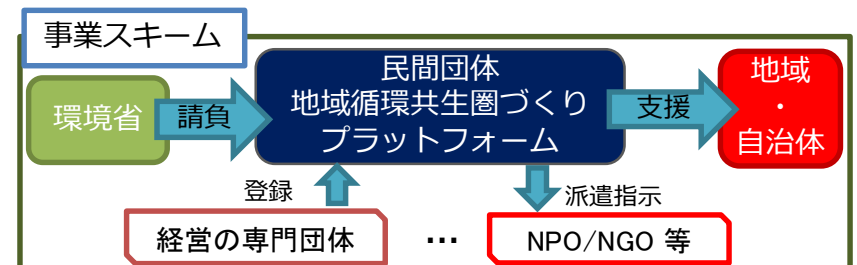 事業スキーム
環境省
請負
民間団体
地域循環共生圏づくり
プラットフォーム
支援
地域
・
自治体
登録
派遣指示
経営の専門団体
…
NPO/NGO 等